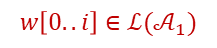 w[0..i] ∈ ℒ(𝒜₁)